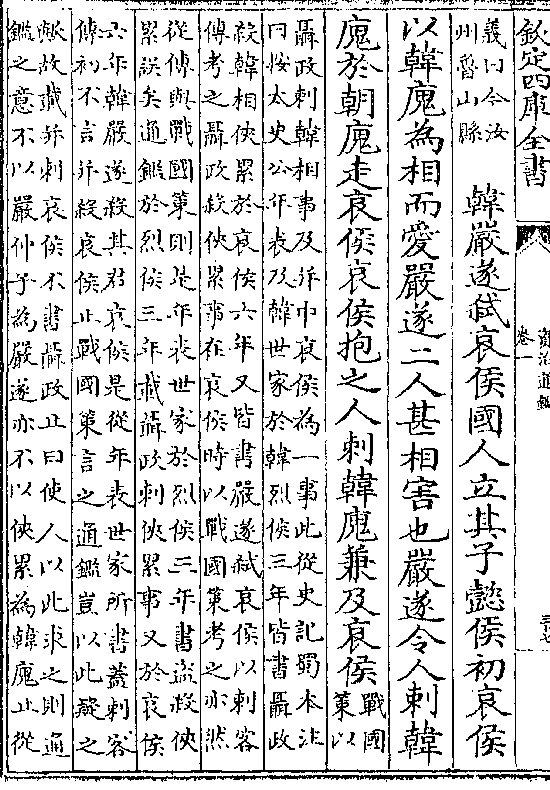 欽定四庫全書
資治通鑑
卷一
三十七
義曰今汝
州魯山縣
韓嚴遂弑哀侯國人立其子懿侯初哀侯
以韓廆為相而愛嚴遂二人甚相害也嚴遂令人刺韓
廆於朝廆走哀侯哀侯抱之人刺韓廆兼及哀侯
戰國
策以
聶政刺韓相事及并中哀侯為一事此從史記蜀本注
曰按太史公年表及韓世家於韓烈侯三年皆書聶政
殺韓相俠累於哀侯六年又皆書嚴遂弑哀侯以刺客
傳考之聶政殺俠累事在哀侯時以戰國策考之亦然
從傳與戰國策則是年表世家於烈侯三年書盜殺俠
累誤矣通鑑於烈侯三年載聶政刺俠累事又於哀侯
六年韓嚴遂殺其君哀侯是從年表世家所書蓋刺客
傳初不言并殺哀侯止戰國策言之通鑑豈以此疑之
歟故載并刺哀侯不書聶政止曰使人以此求之則通
鑑之意不以嚴仲子為嚴遂亦不以俠累為韓廆止從